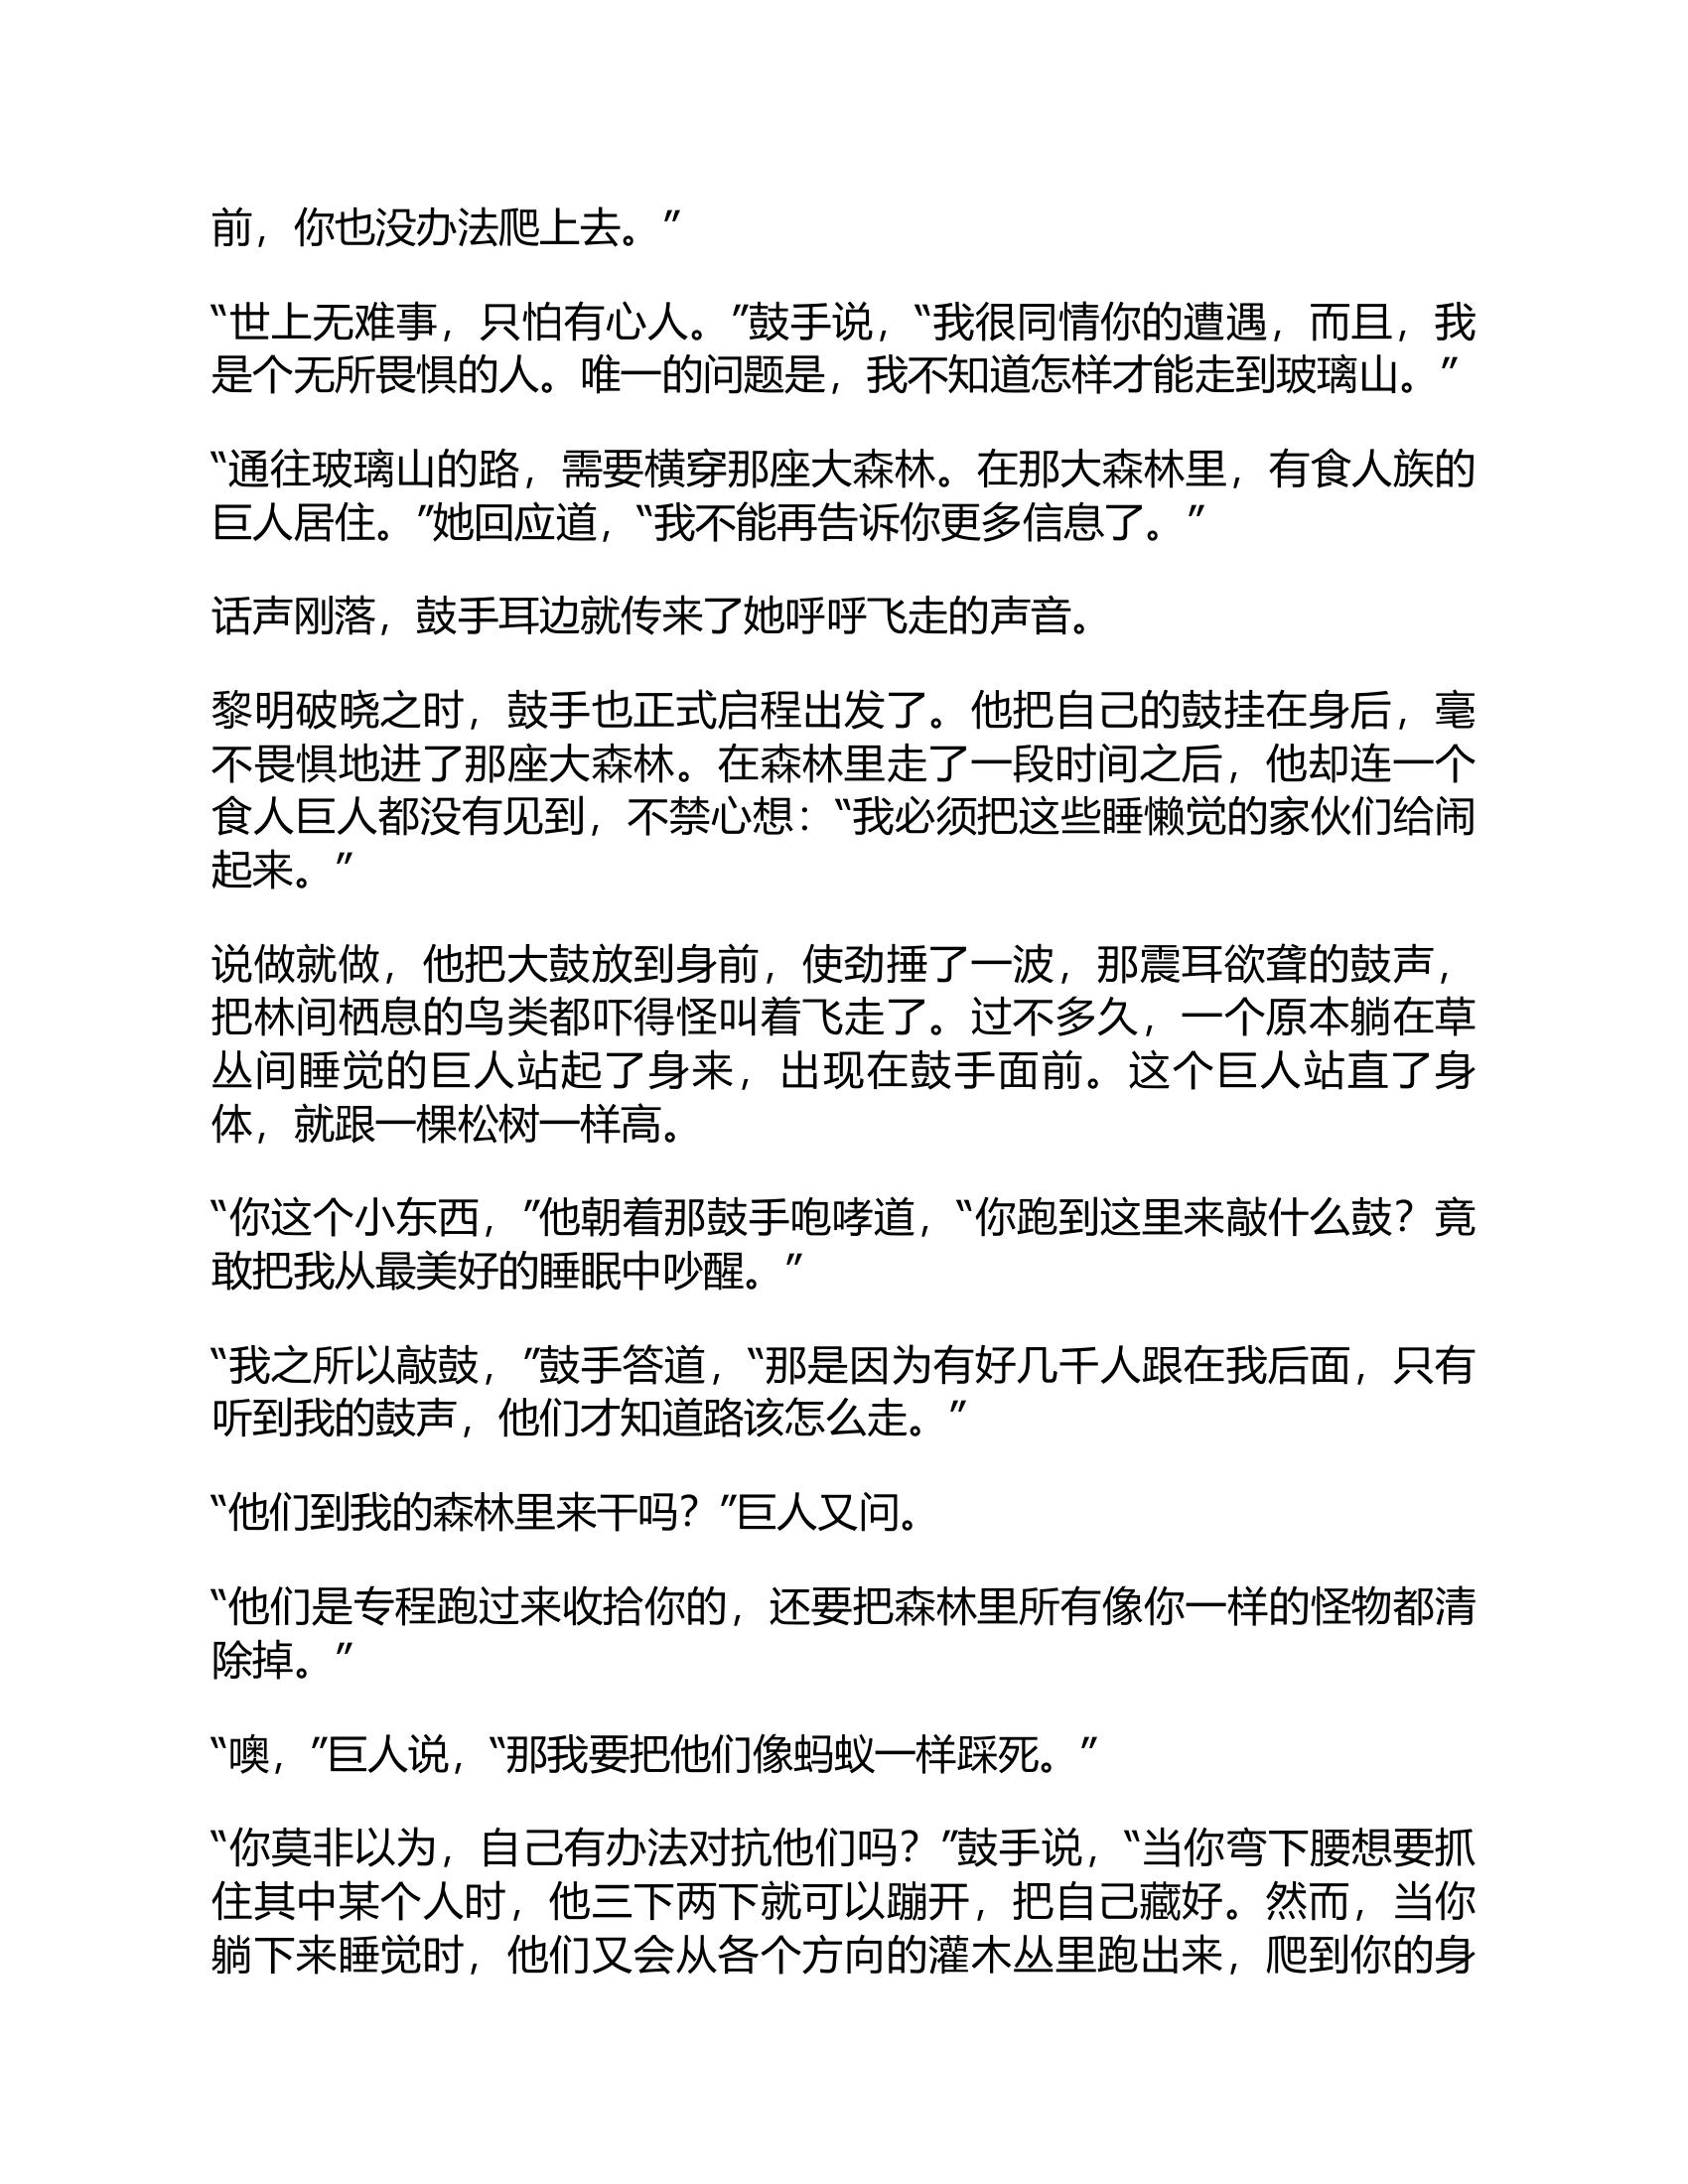 前，你也没办法爬上去。”
“世上无难事，只怕有心人。”鼓手说，“我很同情你的遭遇，而且，我
是个无所畏惧的人。唯一的问题是，我不知道怎样才能走到玻璃山。”
“通往玻璃山的路，需要横穿那座大森林。在那大森林里，有食人族的
巨人居住。”她回应道，“我不能再告诉你更多信息了。”
话声刚落，鼓手耳边就传来了她呼呼飞走的声音。
黎明破晓之时，鼓手也正式启程出发了。他把自己的鼓挂在身后，毫
不畏惧地进了那座大森林。在森林里走了一段时间之后，他却连一个
食人巨人都没有见到，不禁心想：“我必须把这些睡懒觉的家伙们给闹
起来。”
说做就做，他把大鼓放到身前，使劲捶了一波，那震耳欲聋的鼓声，
把林间栖息的鸟类都吓得怪叫着飞走了。过不多久，一个原本躺在草
丛间睡觉的巨人站起了身来，出现在鼓手面前。这个巨人站直了身
体，就跟一棵松树一样高。
“你这个小东西，”他朝着那鼓手咆哮道，“你跑到这里来敲什么鼓？竟
敢把我从最美好的睡眠中吵醒。”
“我之所以敲鼓，”鼓手答道，“那是因为有好几千人跟在我后面，只有
听到我的鼓声，他们才知道路该怎么走。”
“他们到我的森林里来干吗？”巨人又问。
“他们是专程跑过来收拾你的，还要把森林里所有像你一样的怪物都清
除掉。”
“噢，”巨人说，“那我要把他们像蚂蚁一样踩死。”
“你莫非以为，自己有办法对抗他们吗？”鼓手说，“当你弯下腰想要抓
住其中某个人时，他三下两下就可以蹦开，把自己藏好。然而，当你
躺下来睡觉时，他们又会从各个方向的灌木丛里跑出来，爬到你的身